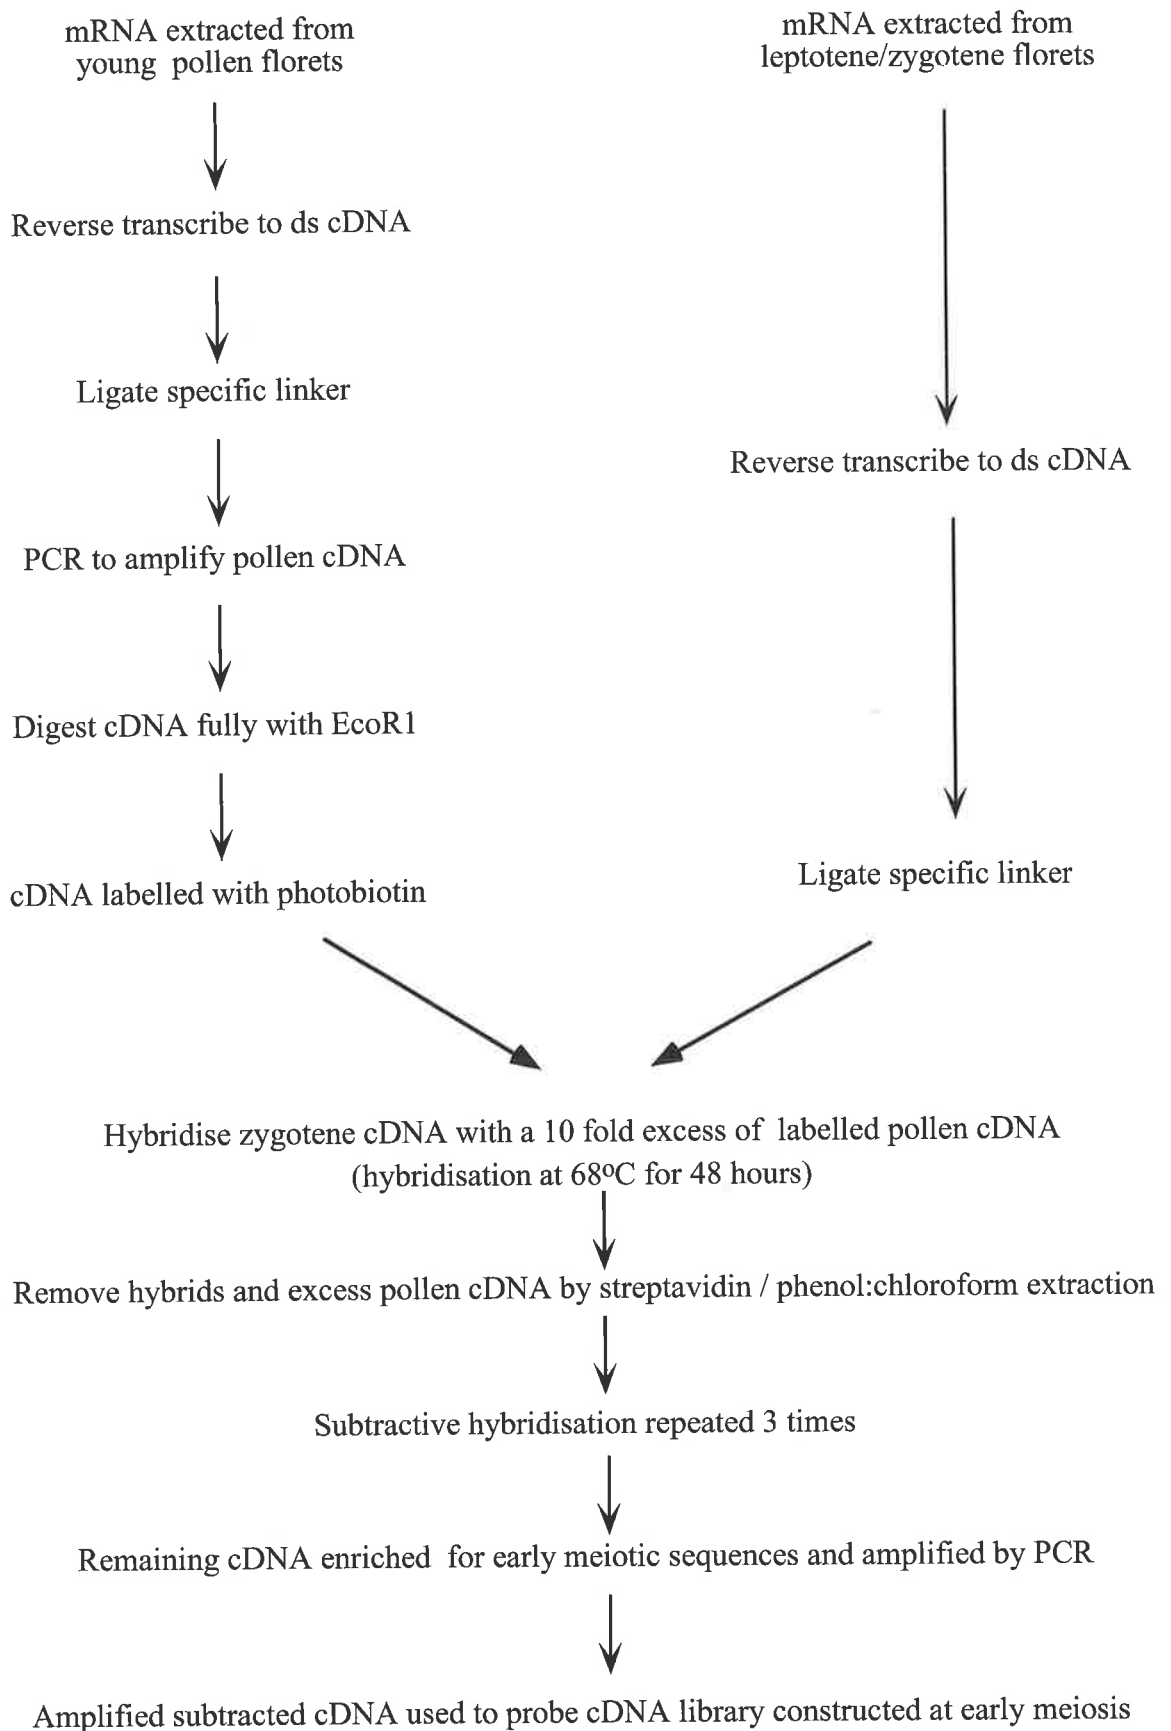 mRNA extracted from
young pollen florets
Reverse transcribe to ds cDNA
Ligate specific linker
PCR to amplify pollen cDNA
Digest cDNA fully with EcoR1
cDNA labelled with photobiotin
mRNA extracted from
leptotene/zygotene florets
Reverse transcribe to ds cDNA
Ligate specific linker
Hybridise zygotene cDNA with a 10 fold excess of labelled pollen cDNA
(hybridisation at 68ºC for 48 hours)
Remove hybrids and excess pollen cDNA by streptavidin / phenol:chloroform extraction
Subtractive hybridisation repeated 3 times
Remaining cDNA enriched for early meiotic sequences and amplified by PCR
Amplified subtracted cDNA used to probe cDNA library constructed at early meiosis